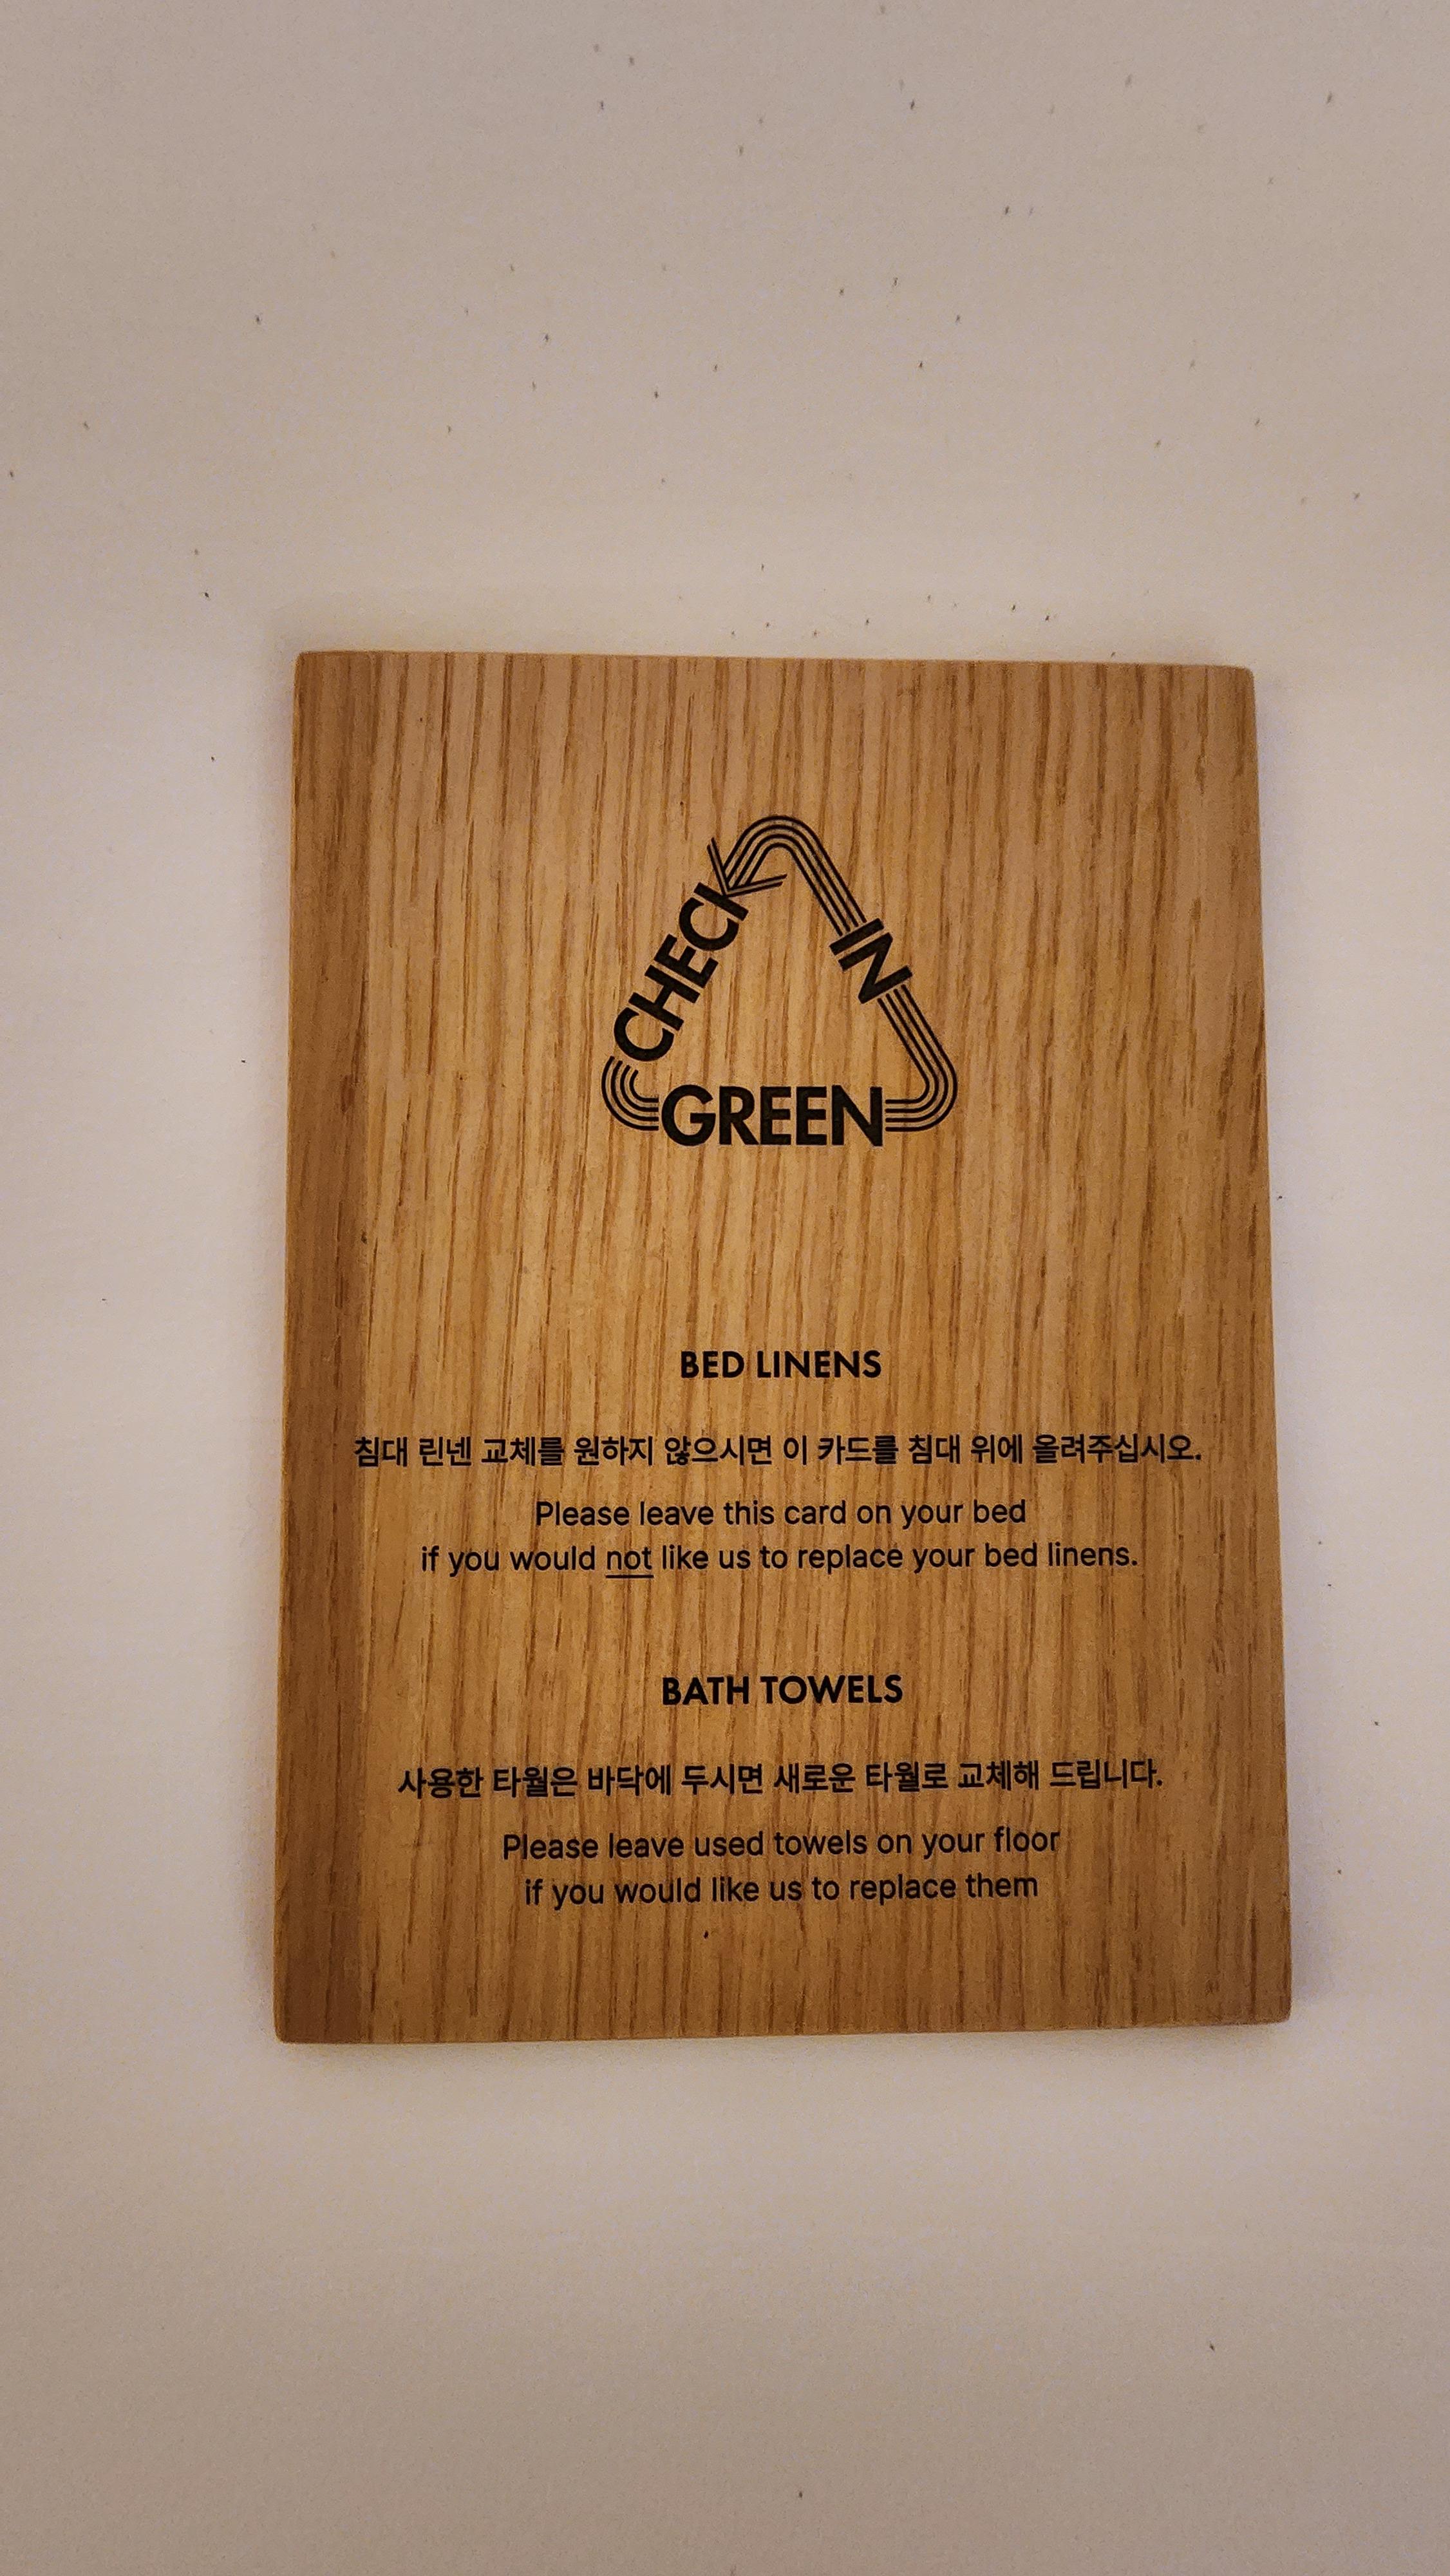 CHECK IN GREEN
BED LINENS
침대 린넨 교체를 원하지 않으시면 이 카드를 침대 위에 올려주십시오.
Please leave this card on your bed
if you would not like us to replace your bed linens.
BATH TOWELS
사용한 타월은 바닥에 두시면 새로운 타월로 교체해 드립니다.
Please leave used towels on your floor
if you would like us to replace them